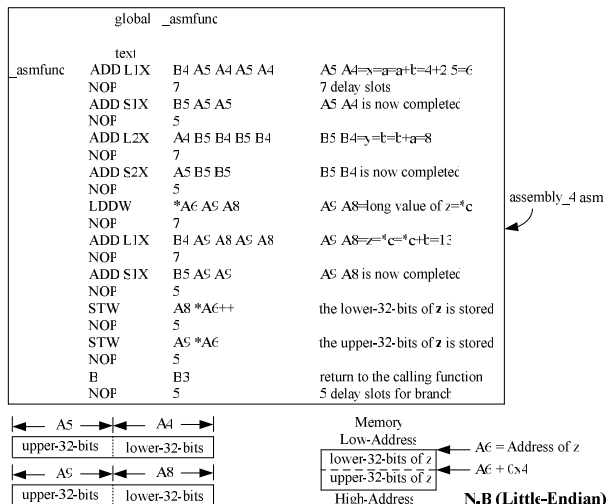 global _asmfunc
text
_asmfunc ADD L1X B4 A5 A4 A5 A4 A5 A4=x=a=a+b=4+2 5=6
NOP 7 7 delay slots
ADD S1X B5 A5 A5 A5 A4 is now completed
NOP 5
ADD L2X A4 B5 B4 B5 B4 B5 B4=y=b=b+a=8
NOP 7
ADD S2X A5 B5 B5 B5 B4 is now completed
NOP 5
LDDW *A6 A9 A8 A9 A8=long value of z=*c
NOP 7
ADD L1X B4 A9 A8 A9 A8 A9 A8=z=*c=*c+b=13
NOP 5
ADD S1X B5 A9 A9 A9 A8 is now completed
NOP 5
STW A8 *A6++ the lower-32-bits of z is stored
NOP 5
STW A9 *A6 the upper-32-bits of z is stored
NOP 5
B B3 return to the calling function
NOP 5 5 delay slots for branch
assembly_4 asm
A5 A4
upper-32-bits lower-32-bits
A9 A8
upper-32-bits lower-32-bits
Memory
Low-Address
lower-32-bits of z A6 = Address of z
upper-32-bits of z A6 + 0x4
High-Address N.B (Little-Endian)